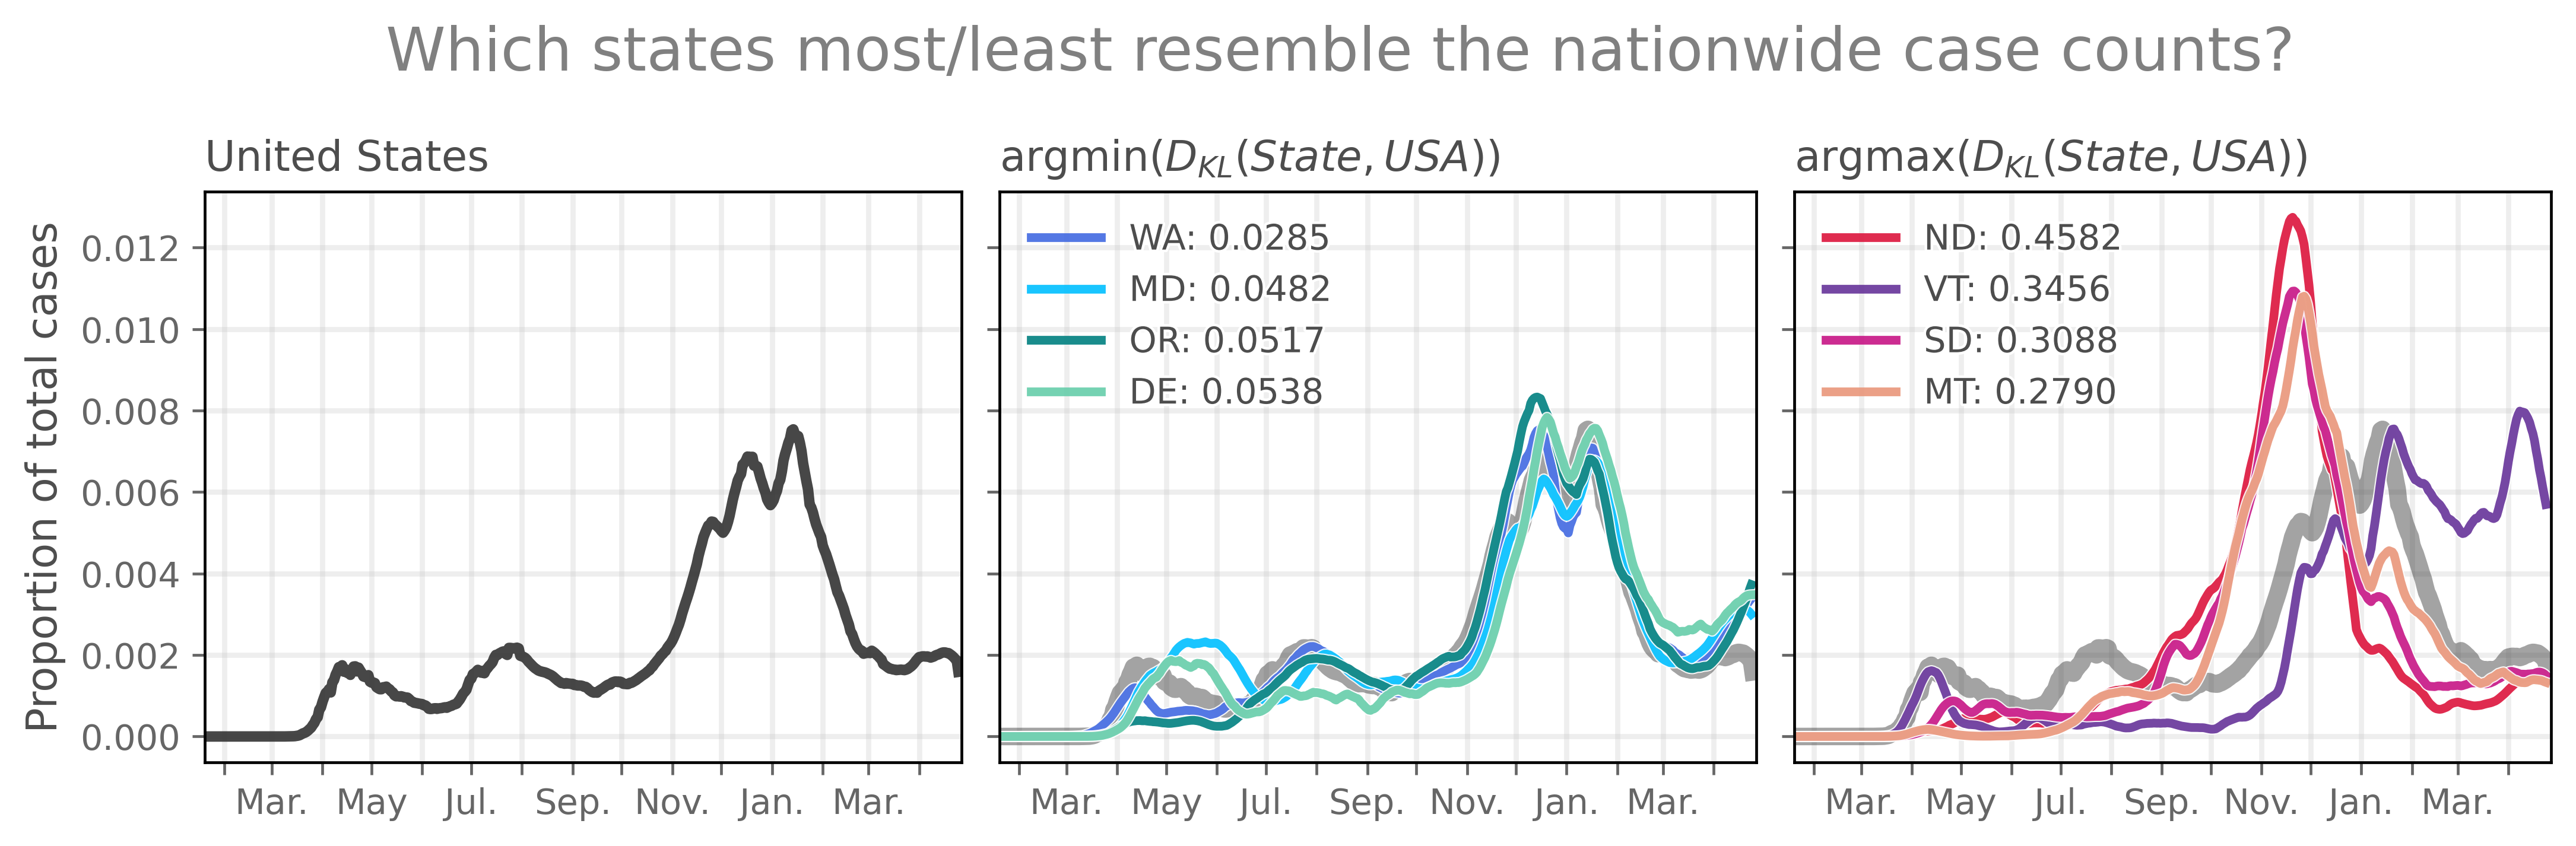 Which states most/least resemble the nationwide case counts?
United States
argmin(D_KL(State, USA))
argmax(D_KL(State, USA))
Proportion of total cases
0.012
0.010
0.008
0.006
0.004
0.002
0.000
WA: 0.0285
MD: 0.0482
OR: 0.0517
DE: 0.0538
ND: 0.4582
VT: 0.3456
SD: 0.3088
MT: 0.2790
Mar. May Jul. Sep. Nov. Jan. Mar.
Mar. May Jul. Sep. Nov. Jan. Mar.
Mar. May Jul. Sep. Nov. Jan. Mar.